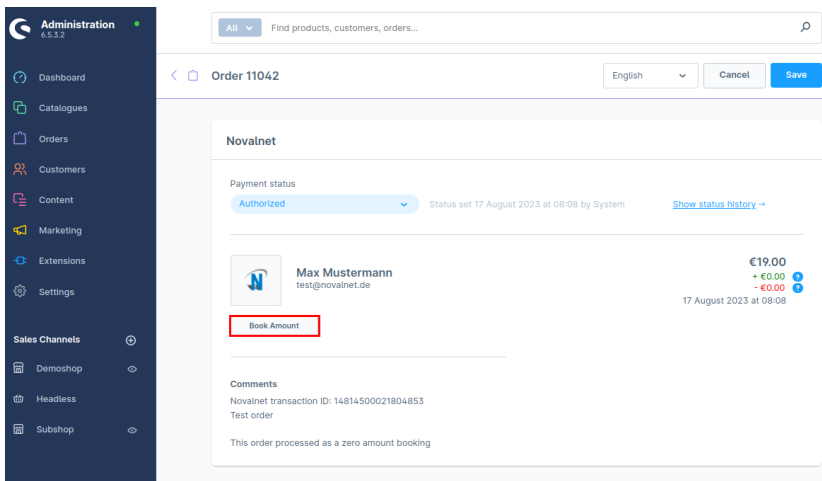 Administration
6.5.3.2
Dashboard
Catalogues
Orders
Customers
Content
Marketing
Extensions
Settings
Sales Channels
Demoshop
Headless
Subshop
All
Find products, customers, orders...
Order 11042
English
Cancel
Save
Novalnet
Payment status
Authorized
Status set 17 August 2023 at 08:08 by System
Show status history →
N
Max Mustermann
test@novalnet.de
€19.00
+ €0.00 ?
- €0.00 ?
17 August 2023 at 08:08
Book Amount
Comments
Novalnet transaction ID: 14814500021804853
Test order
This order processed as a zero amount booking